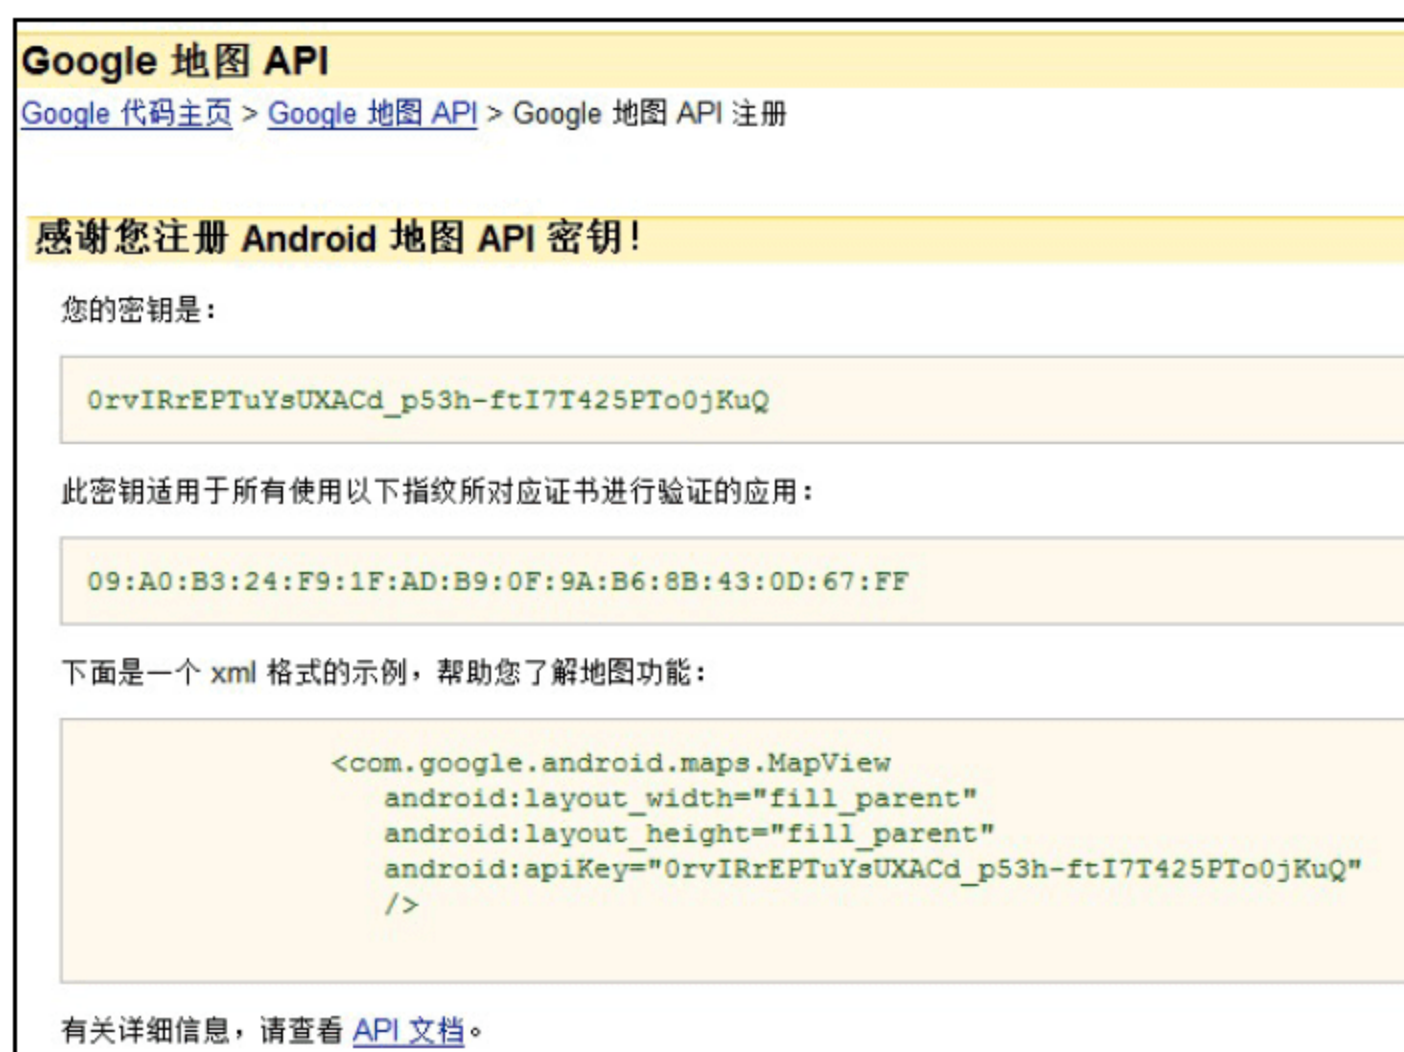 Google 地图 API
Google 代码主页 > Google 地图 API > Google 地图 API 注册
感谢您注册 Android 地图 API 密钥！
您的密钥是：
0rvIRrEPTuYsUXACd_p53h-ftI7T425PTo0jKuQ
此密钥适用于所有使用以下指纹所对应证书进行验证的应用：
09:A0:B3:24:F9:1F:AD:B9:0F:9A:B6:8B:43:0D:67:FF
下面是一个 xml 格式的示例，帮助您了解地图功能：
<com.google.android.maps.MapView
android:layout_width="fill_parent"
android:layout_height="fill_parent"
android:apiKey="0rvIRrEPTuYsUXACd_p53h-ftI7T425PTo0jKuQ"
/>
有关详细信息，请查看 API 文档。